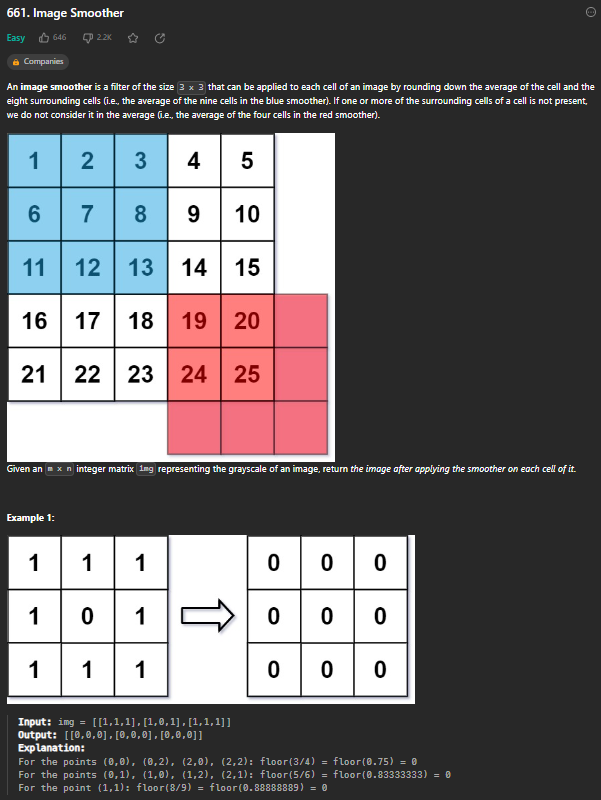 661. Image Smoother
Easy 646 2.2K
Companies
An image smoother is a filter of the size 3 x 3 that can be applied to each cell of an image by rounding down the average of the cell and the
eight surrounding cells (i.e., the average of the nine cells in the blue smoother). If one or more of the surrounding cells of a cell is not present,
we do not consider it in the average (i.e., the average of the four cells in the red smoother).
1 2 3 4 5
6 7 8 9 10
11 12 13 14 15
16 17 18 19 20
21 22 23 24 25
Given an m x n integer matrix img representing the grayscale of an image, return the image after applying the smoother on each cell of it.
Example 1:
1 1 1 0 0 0
1 0 1 0 0 0
1 1 1 0 0 0
Input: img = [[1,1,1],[1,0,1],[1,1,1]]
Output: [[0,0,0],[0,0,0],[0,0,0]]
Explanation:
For the points (0,0), (0,2), (2,0), (2,2): floor(3/4) = floor(0.75) = 0
For the points (0,1), (1,0), (1,2), (2,1): floor(5/6) = floor(0.83333333) = 0
For the point (1,1): floor(8/9) = floor(0.88888889) = 0